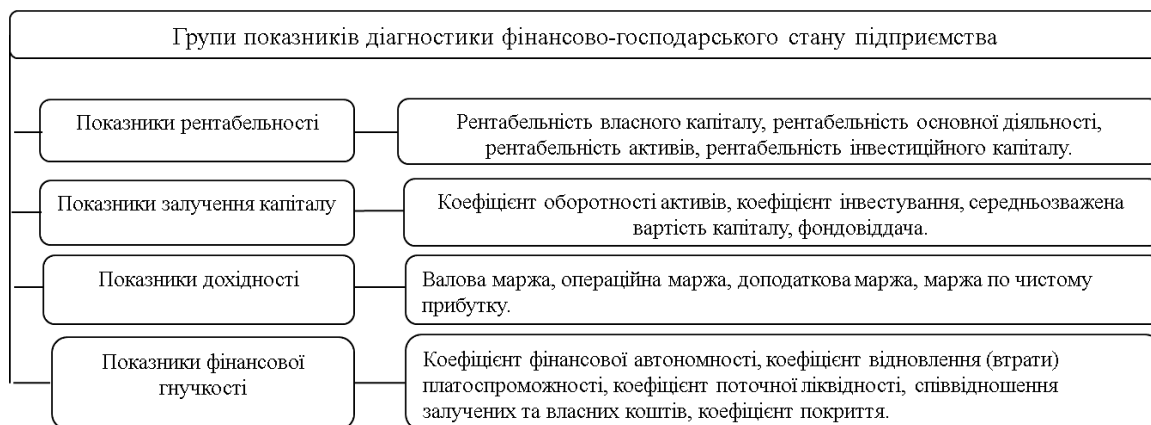 Групи показників діагностики фінансово-господарського стану підприємства
Показники рентабельності
Рентабельність власного капіталу, рентабельність основної діяльності,
рентабельність активів, рентабельність інвестиційного капіталу.
Показники залучення капіталу
Коефіцієнт оборотності активів, коефіцієнт інвестування, середньозважена
вартість капіталу, фондовіддача.
Показники дохідності
Валова маржа, операційна маржа, доподаткова маржа, маржа по чистому
прибутку.
Показники фінансової
гнучкості
Коефіцієнт фінансової автономності, коефіцієнт відновлення (втрати)
платоспроможності, коефіцієнт поточної ліквідності, співвідношення
залучених та власних коштів, коефіцієнт покриття.